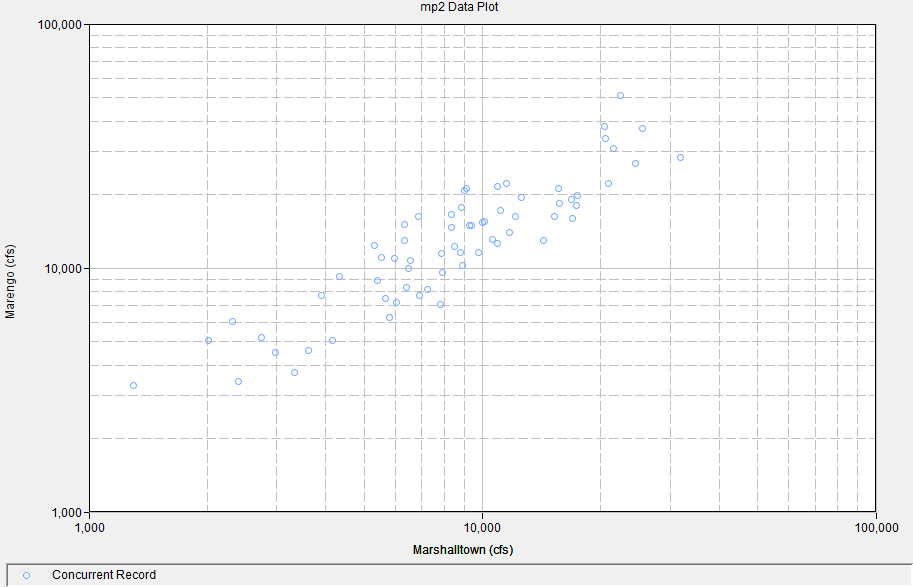 mp2 Data Plot
100,000
Marengo (cfs)
10,000
1,000
1,000
10,000
100,000
Marshalltown (cfs)
Concurrent Record